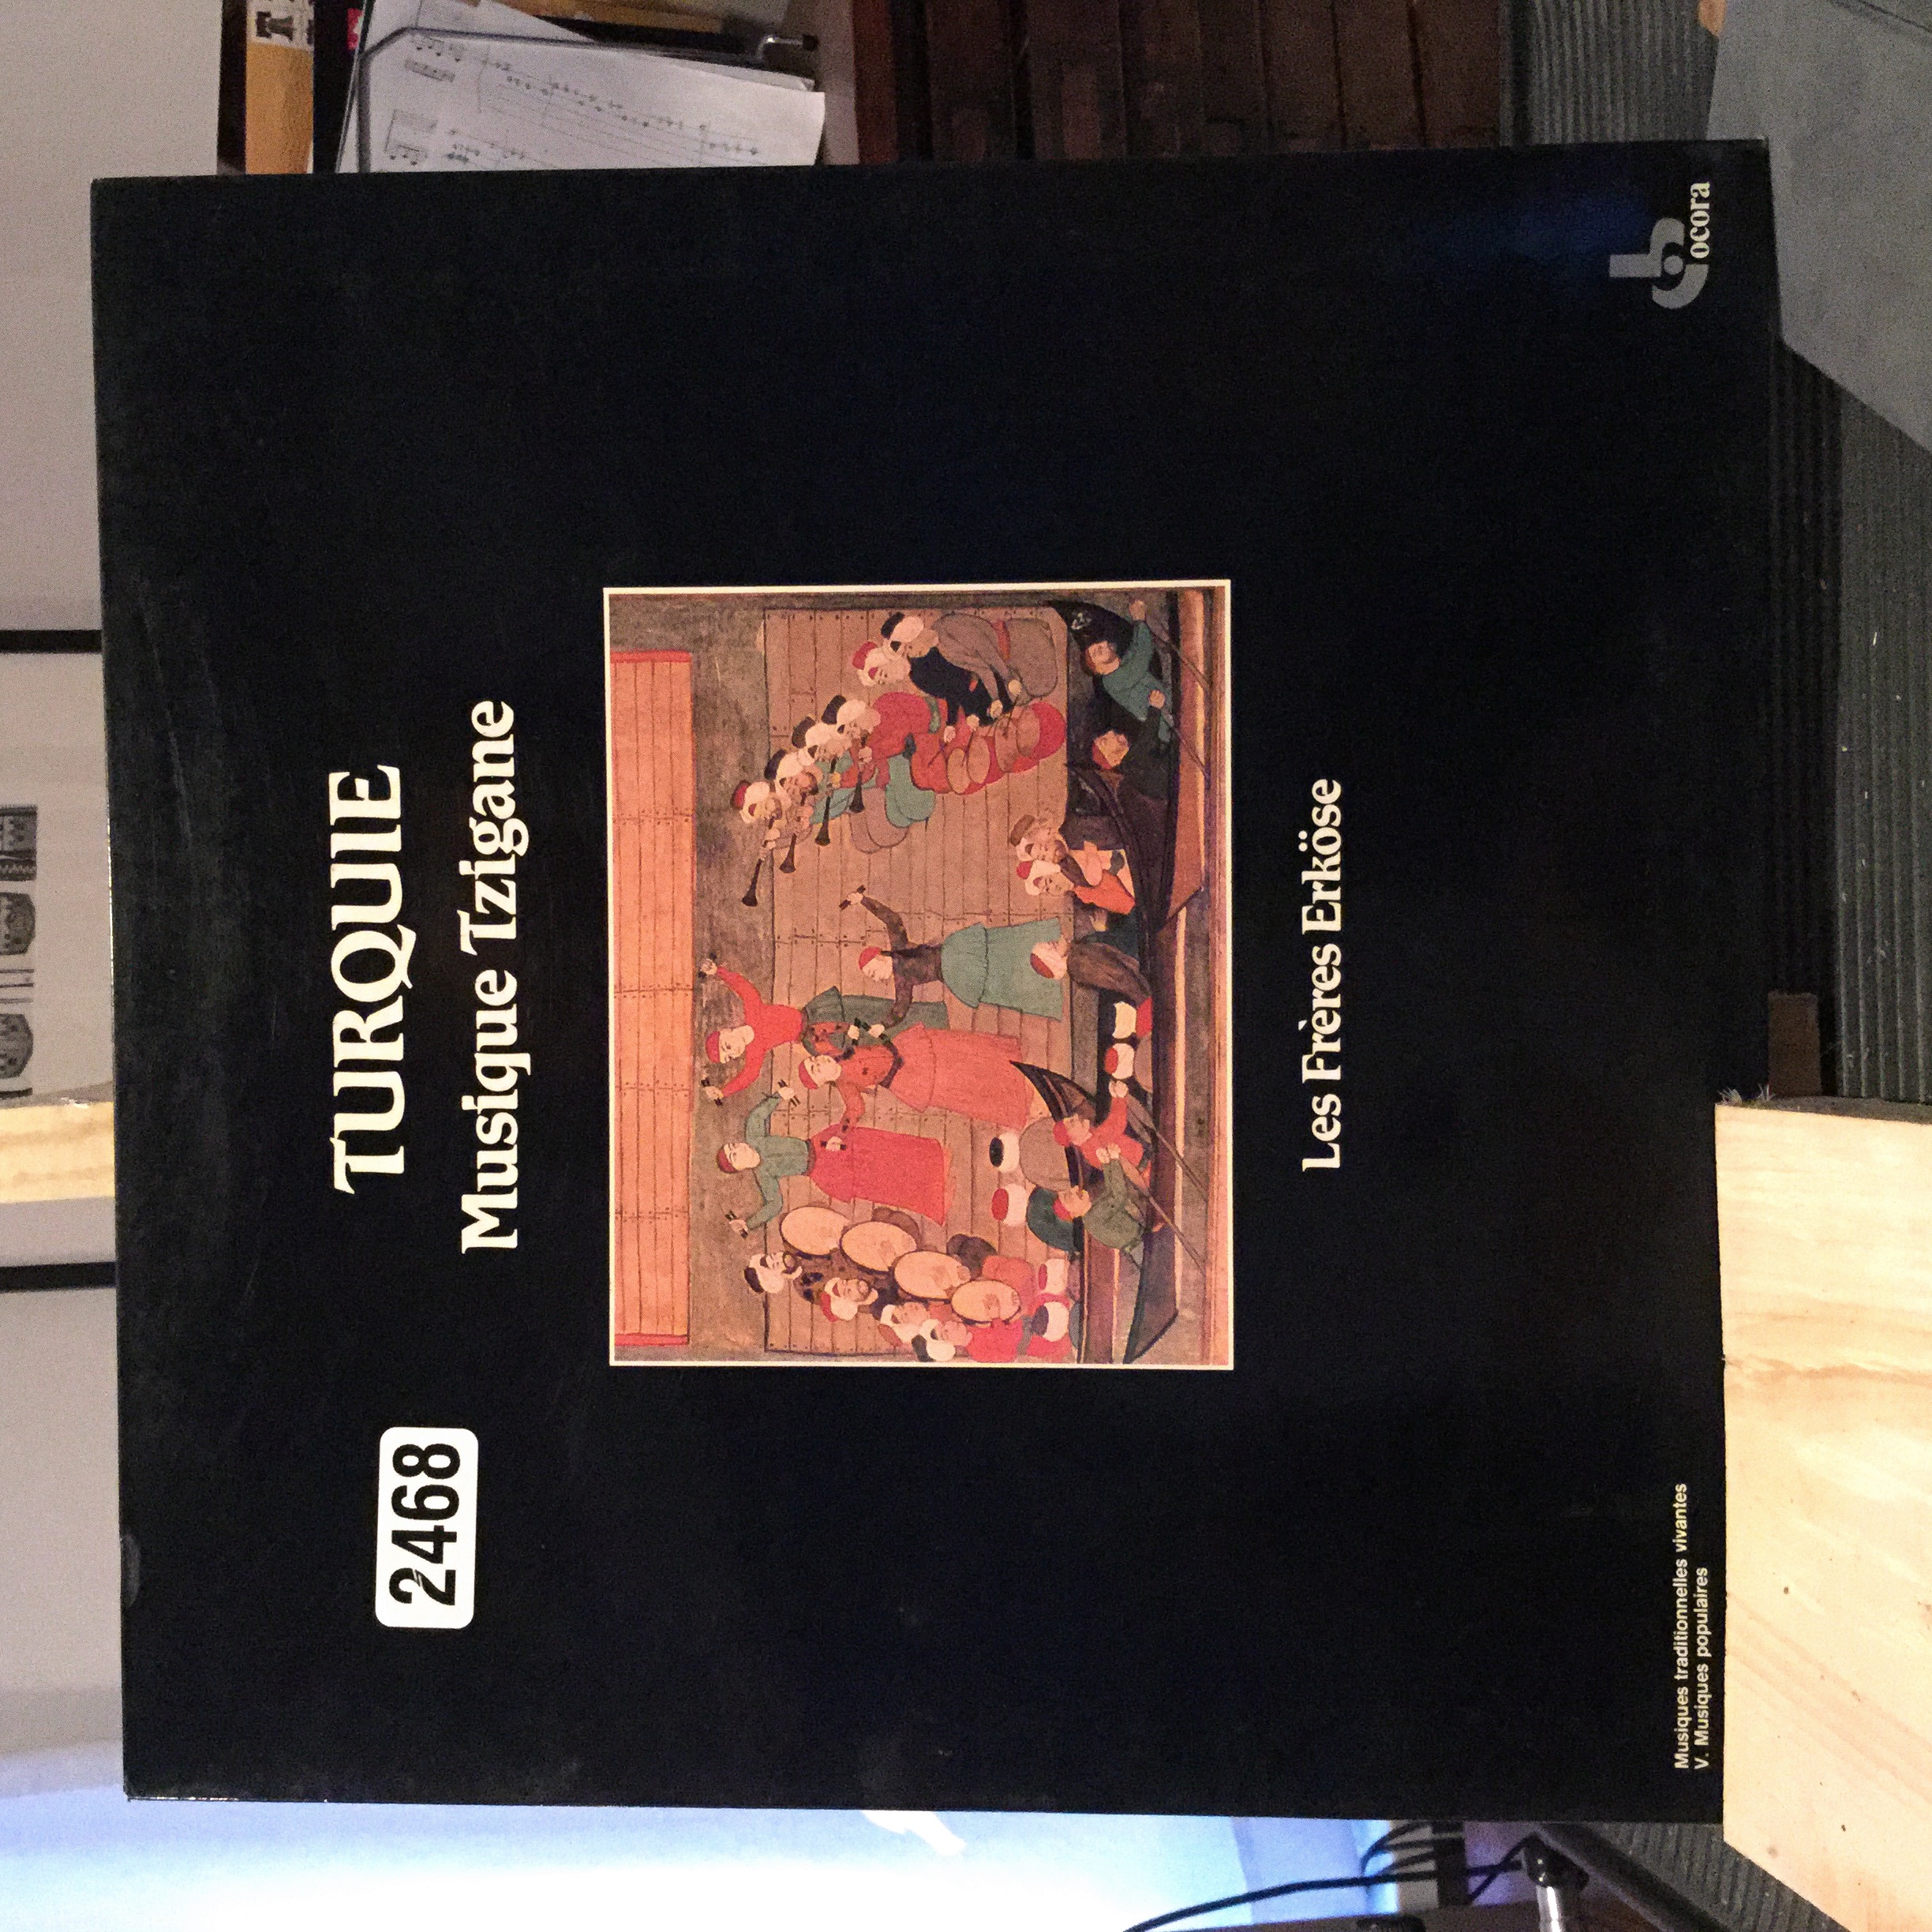 2468
TURQUIE
Musique Tzigane
Les Frères Erköse
Musiques traditionnelles vivantes
V. Musiques populaires
ocora